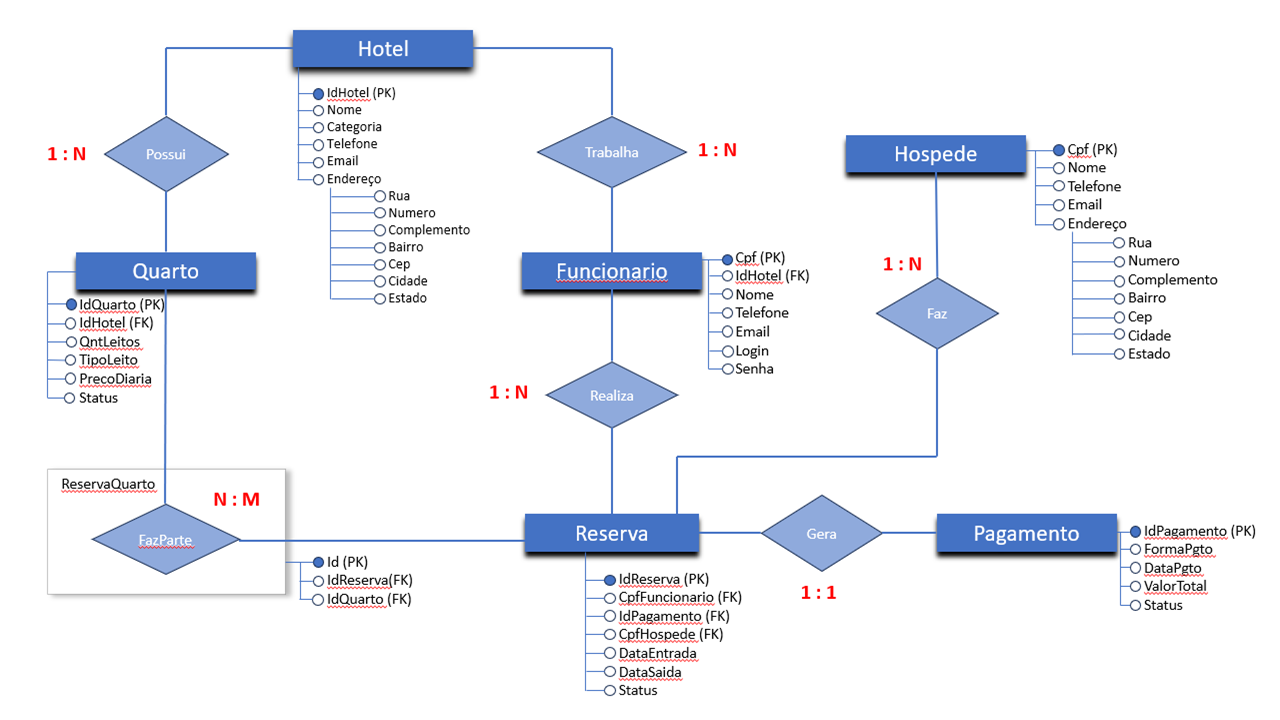 Hotel
IdHotel (PK)
Nome
Categoria
Telefone
Email
Endereço
Rua
Numero
Complemento
Bairro
Cep
Cidade
Estado
Possui
1 : N
Trabalha
1 : N
Hospede
Cpf (PK)
Nome
Telefone
Email
Endereço
Rua
Numero
Complemento
Bairro
Cep
Cidade
Estado
Quarto
IdQuarto (PK)
IdHotel (FK)
QntLeitos
TipoLeito
PrecoDiaria
Status
Funcionario
Cpf (PK)
IdHotel (FK)
Nome
Telefone
Email
Login
Senha
1 : N
Faz
1 : N
Realiza
ReservaQuarto
N : M
FazParte
Id (PK)
IdReserva(FK)
IdQuarto (FK)
Reserva
IdReserva (PK)
CpfFuncionario (FK)
IdPagamento (FK)
CpfHospede (FK)
DataEntrada
DataSaida
Status
Gera
1 : 1
Pagamento
IdPagamento (PK)
FormaPgto
DataPgto
ValorTotal
Status